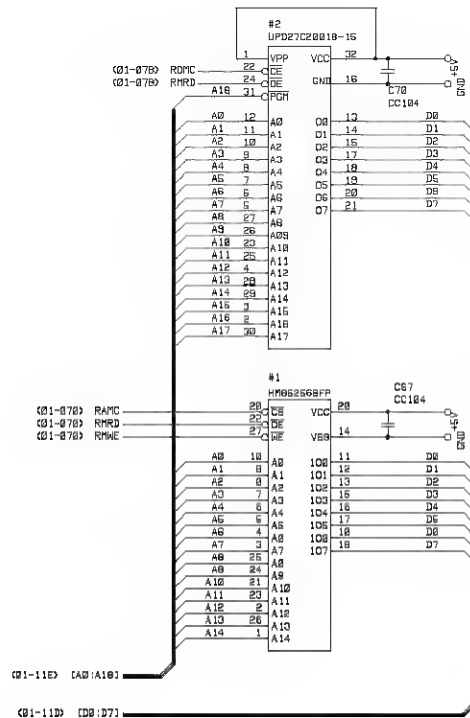 #2
UPD27C2001B-15
1 VPP VCC 32
(01-07B) RDMC 22 CE
(01-07B) RMRD 24 OE GND 16
+5V
GND
A18 31 PGM
C70
CC104
A0 12 A0 O0 13 D0
A1 11 A1 O1 14 D1
A2 10 A2 O2 15 D2
A3 9 A3 O3 17 D3
A4 8 A4 O4 18 D4
A5 7 A5 O5 19 D5
A6 6 A6 O6 20 D6
A7 5 A7 O7 21 D7
A8 27 A8
A9 26 A09
A10 23 A10
A11 25 A11
A12 4 A12
A13 28 A13
A14 29 A14
A15 3 A15
A16 2 A16
A17 30 A17
#1
HM86256BFP
C67
CC104
(01-07B) RAMC 20 CS VCC 28
(01-07B) RMRD 22 OE
(01-07B) RMWE 27 WE VSS 14
+5V
GND
A0 10 A0 IO0 11 D0
A1 9 A1 IO1 12 D1
A2 8 A2 IO2 13 D2
A3 7 A3 IO3 15 D3
A4 6 A4 IO4 16 D4
A5 5 A5 IO5 17 D5
A6 4 A6 IO6 18 D6
A7 3 A7 IO7 19 D7
A8 25 A8
A9 24 A9
A10 21 A10
A11 23 A11
A12 2 A12
A13 26 A13
A14 1 A14
(01-11E) [A0:A18]
(01-11D) [D0:D7]